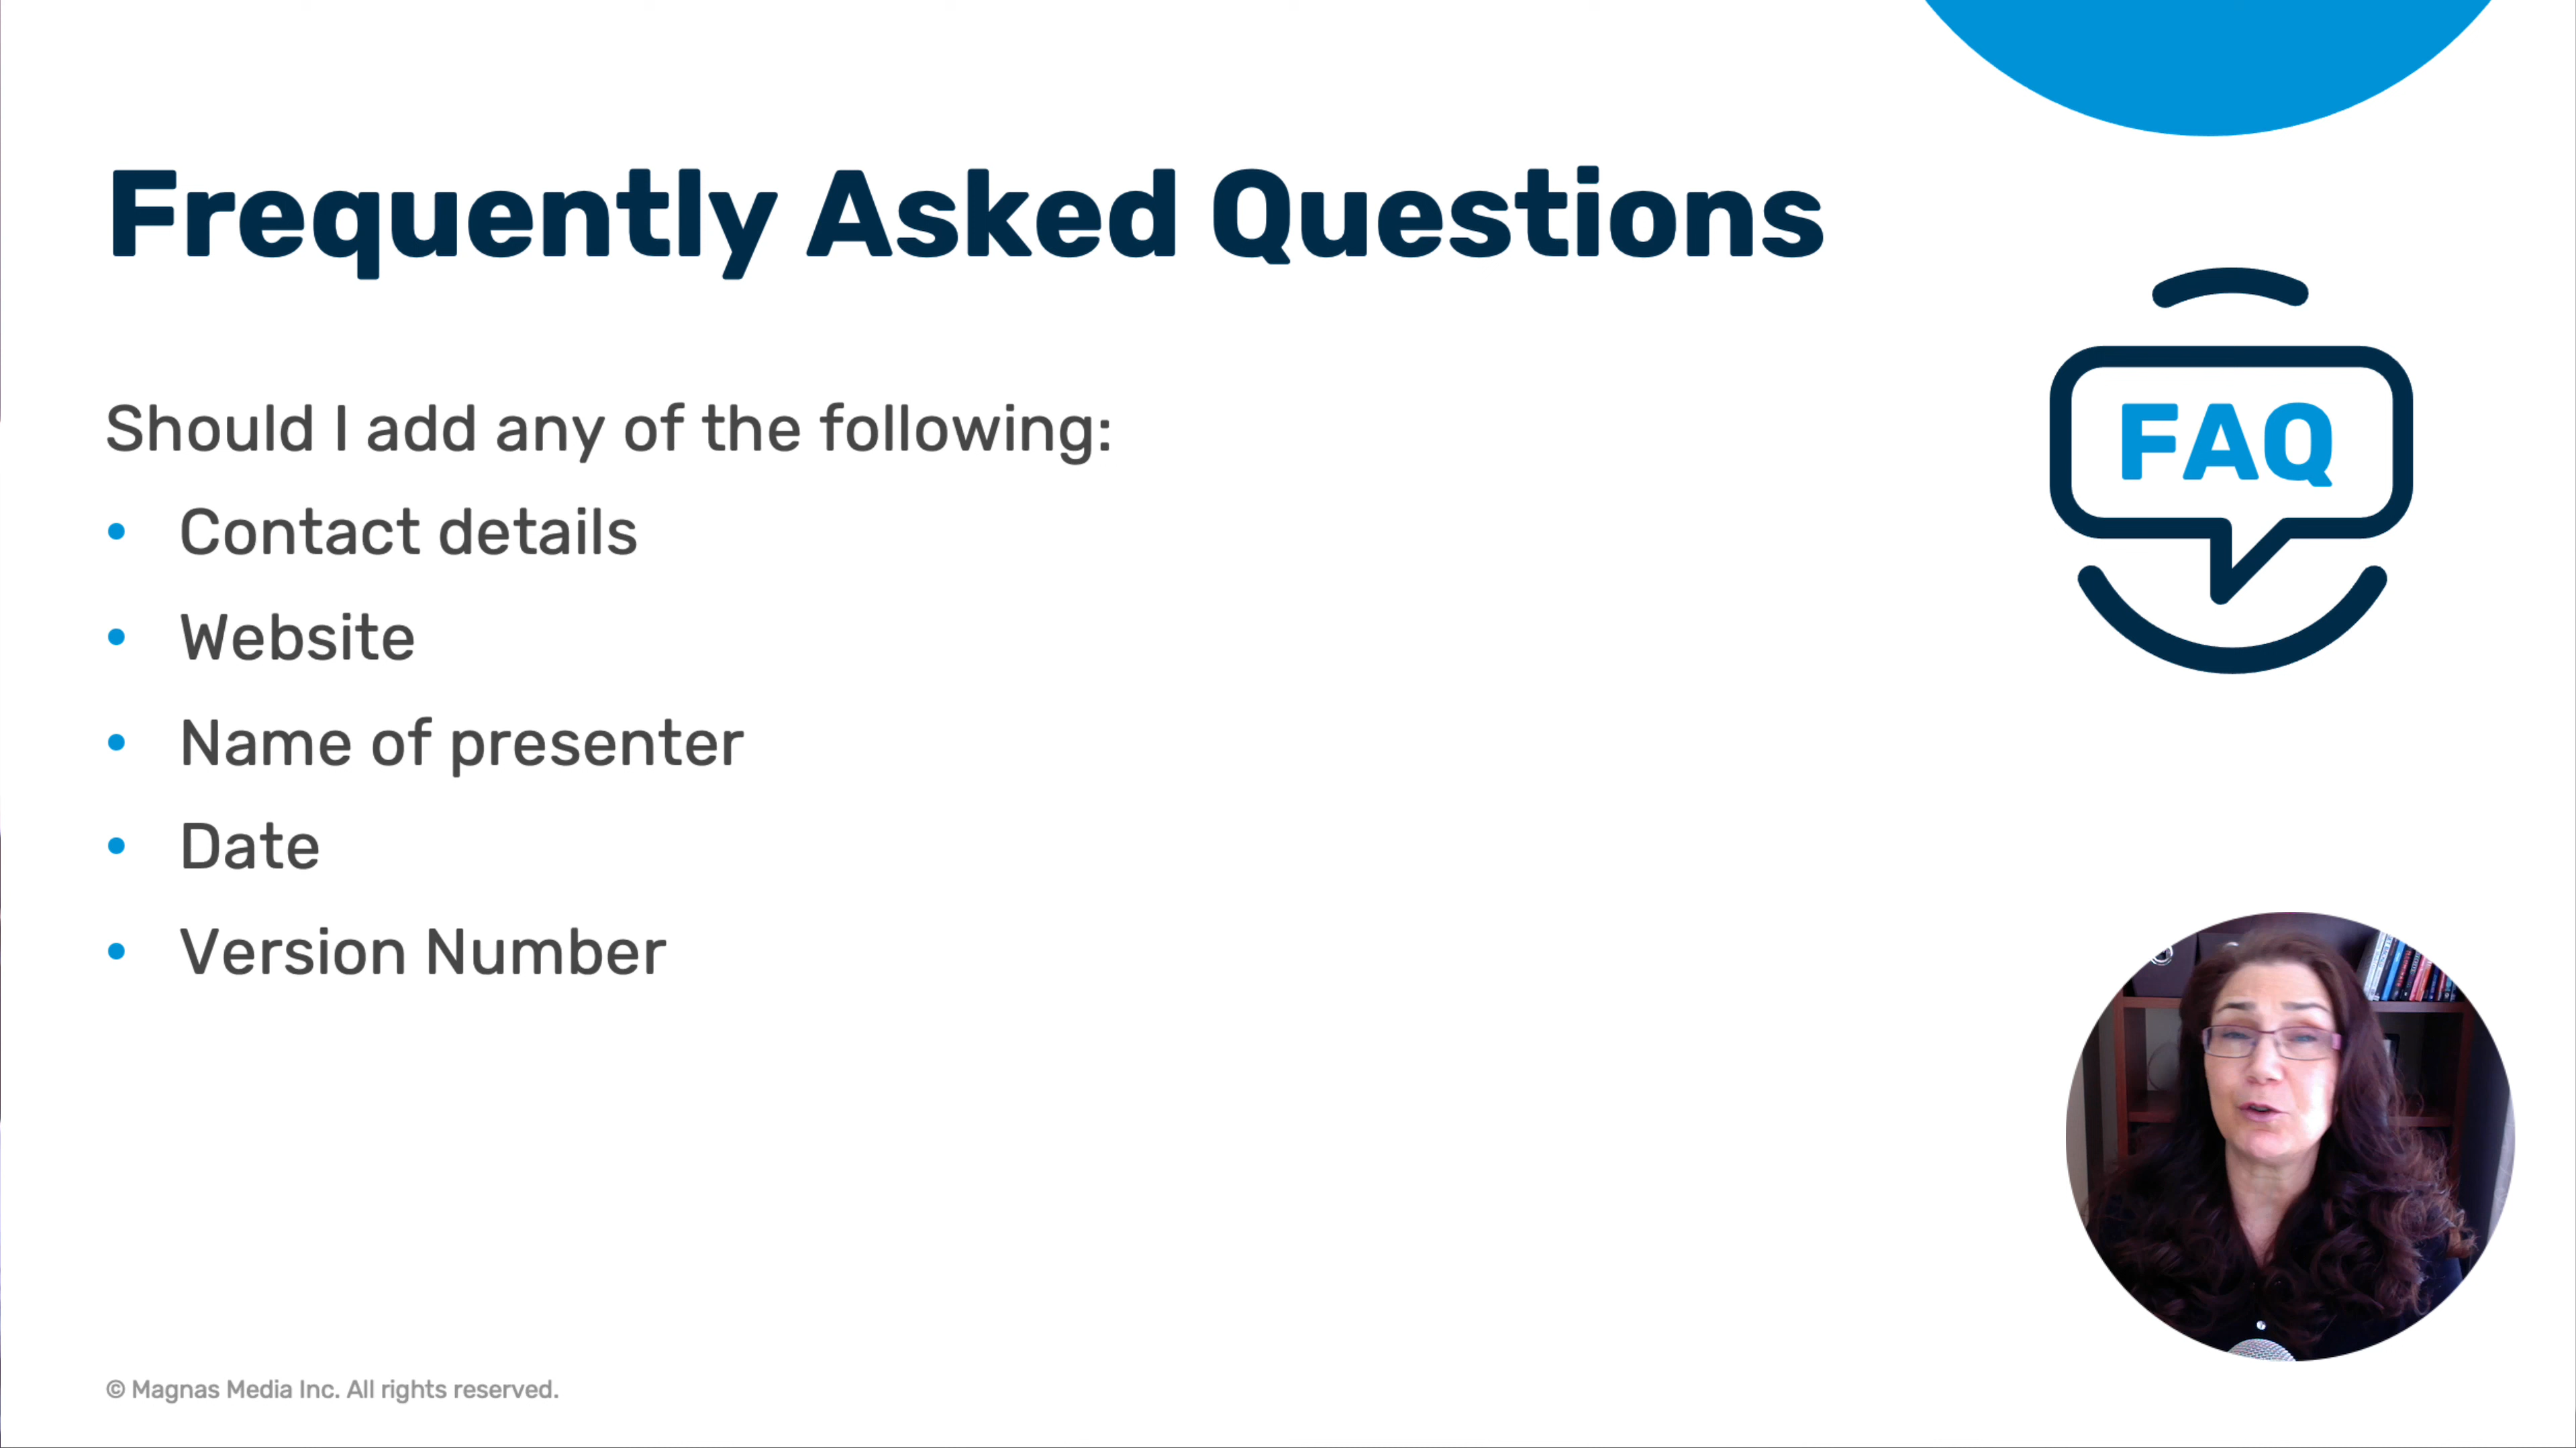 Frequently Asked Questions
FAQ
Should I add any of the following:
• Contact details
• Website
• Name of presenter
• Date
• Version Number
© Magnas Media Inc. All rights reserved.